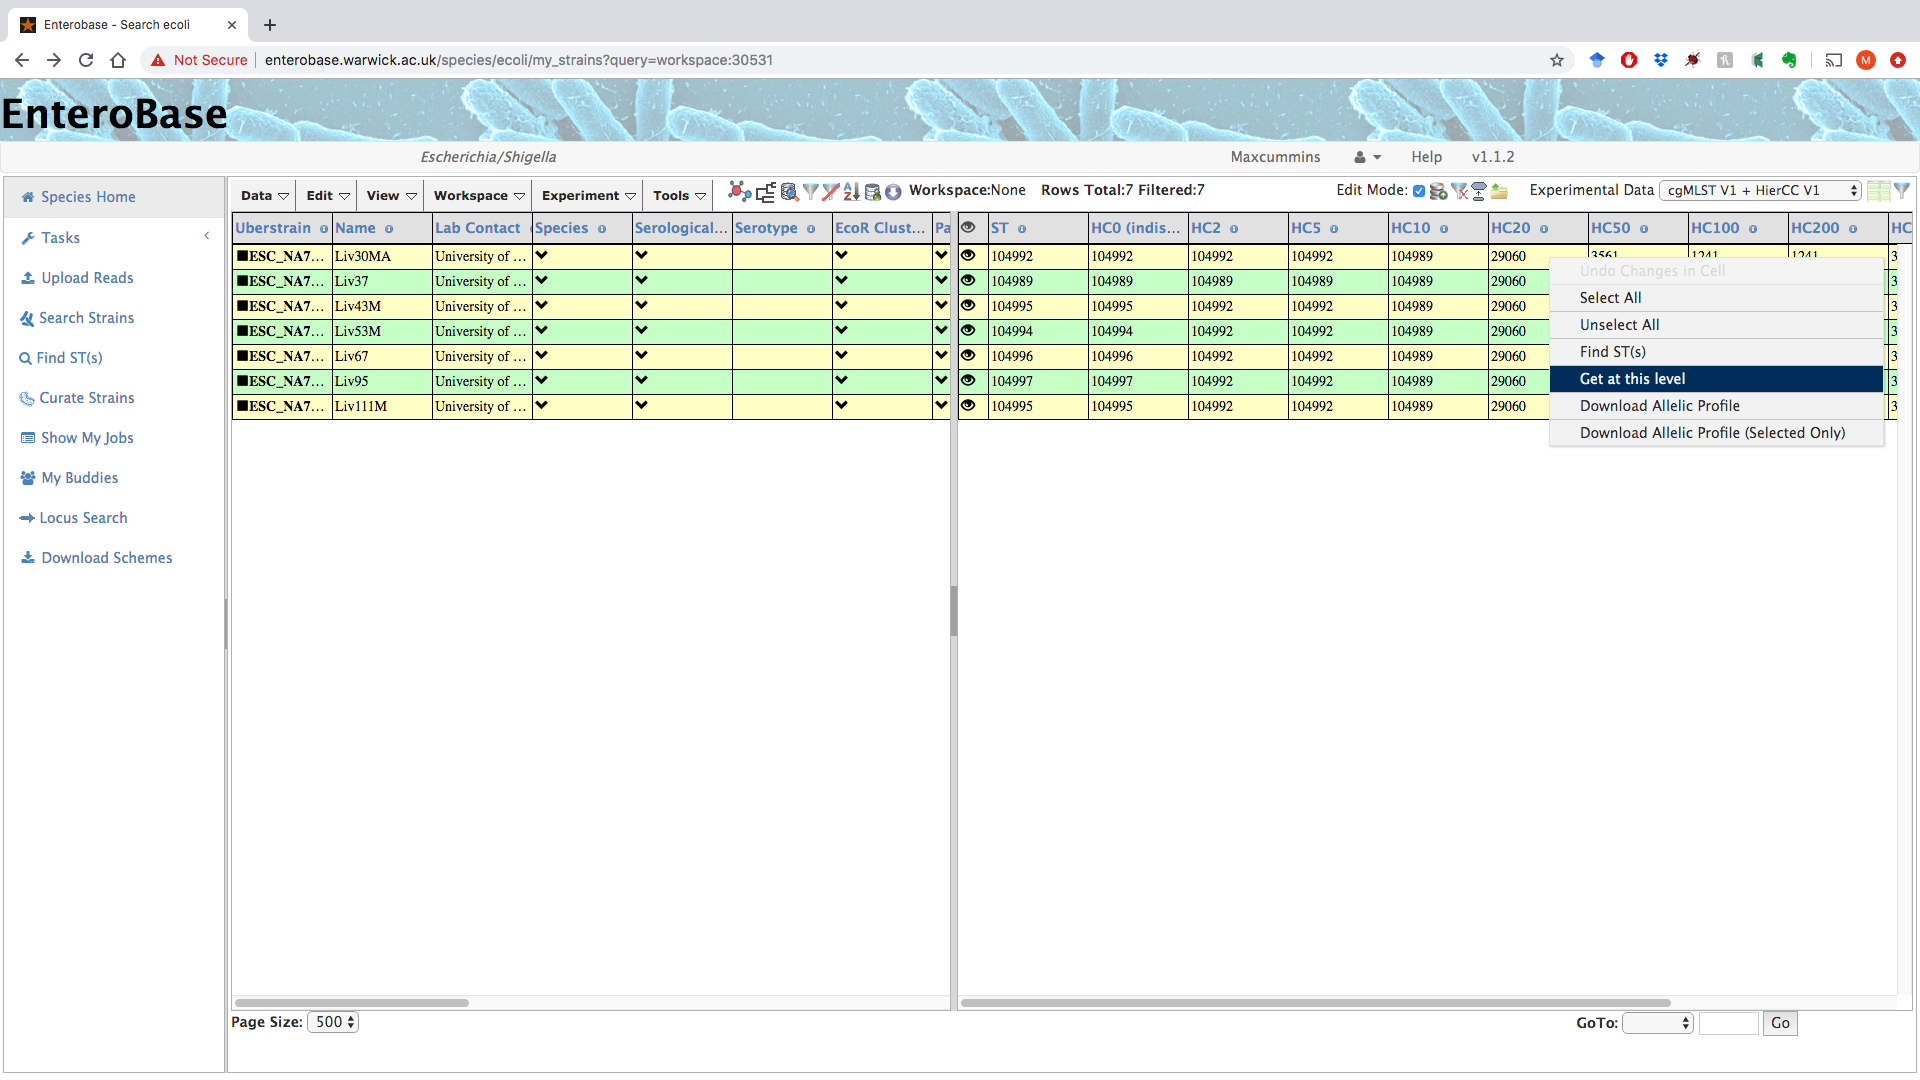 Enterobase - Search ecoli
Not Secure enterobase.warwick.ac.uk/species/ecoli/my_strains?query=workspace:30531
M
EnteroBase
Escherichia/Shigella Maxcummins Help v1.1.2
Species Home
Tasks
Upload Reads
Search Strains
Find ST(s)
Curate Strains
Show My Jobs
My Buddies
Locus Search
Download Schemes
Data Edit View Workspace Experiment Tools Workspace:None Rows Total:7 Filtered:7 Edit Mode: Experimental Data cgMLST V1 + HierCC V1
Uberstrain Name Lab Contact Species Serological... Serotype EcoR Clust... Pa ST HC0 (indis... HC2 HC5 HC10 HC20 HC50 HC100 HC200 HC
ESC_NA7... Liv30MA University of ... 104992 104992 104992 104992 104989 29060 3561 1241 1241 3
ESC_NA7... Liv37 University of ... 104989 104989 104989 104989 104989 29060 3
ESC_NA7... Liv43M University of ... 104995 104995 104992 104992 104989 29060 3
ESC_NA7... Liv53M University of ... 104994 104994 104992 104992 104989 29060 3
ESC_NA7... Liv67 University of ... 104996 104996 104992 104992 104989 29060 3
ESC_NA7... Liv95 University of ... 104997 104997 104992 104992 104989 29060 3
ESC_NA7... Liv111M University of ... 104995 104995 104992 104992 104989 29060 3
Undo Changes in Cell
Select All
Unselect All
Find ST(s)
Get at this level
Download Allelic Profile
Download Allelic Profile (Selected Only)
Page Size: 500 GoTo: Go